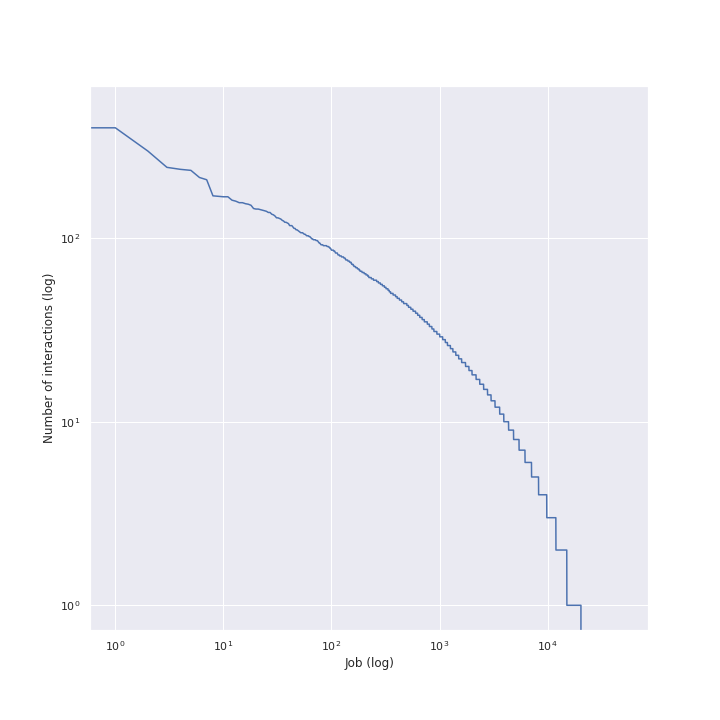 Number of interactions (log)
10²
10¹
10⁰
10⁰ 10¹ 10² 10³ 10⁴
Job (log)